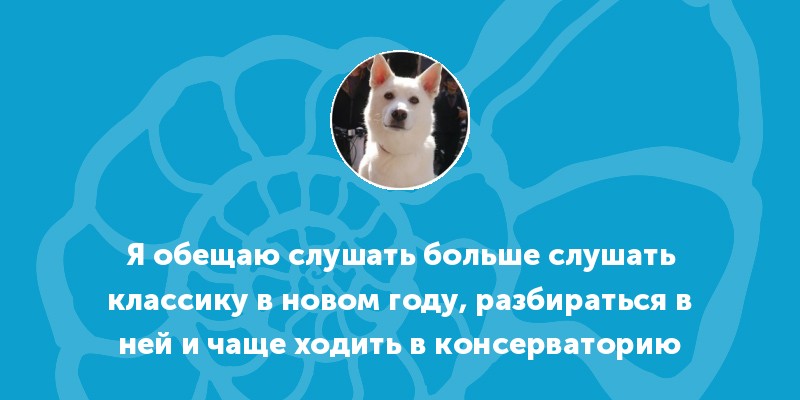 Я обещаю слушать больше слушать
классику в новом году, разбираться в
ней и чаще ходить в консерваторию